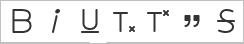 B i U Tx Tx ” S